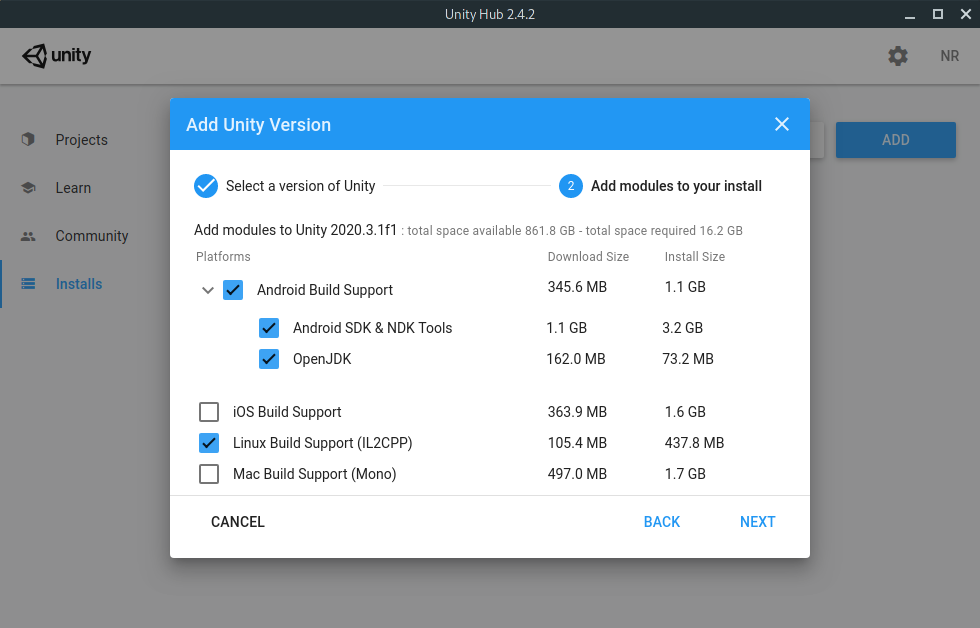 Unity Hub 2.4.2
unity
NR
Projects
Learn
Community
Installs
ADD
Add Unity Version
Select a version of Unity
2
Add modules to your install
Add modules to Unity 2020.3.1f1 : total space available 861.8 GB - total space required 16.2 GB
Platforms Download Size Install Size
Android Build Support 345.6 MB 1.1 GB
Android SDK & NDK Tools 1.1 GB 3.2 GB
OpenJDK 162.0 MB 73.2 MB
iOS Build Support 363.9 MB 1.6 GB
Linux Build Support (IL2CPP) 105.4 MB 437.8 MB
Mac Build Support (Mono) 497.0 MB 1.7 GB
CANCEL BACK NEXT